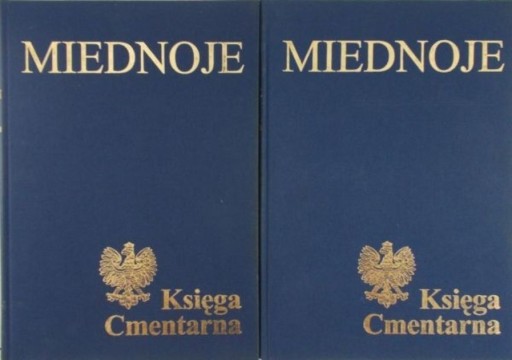 MIEDNOJE
Księga
Cmentarna
MIEDNOJE
Księga
Cmentarna